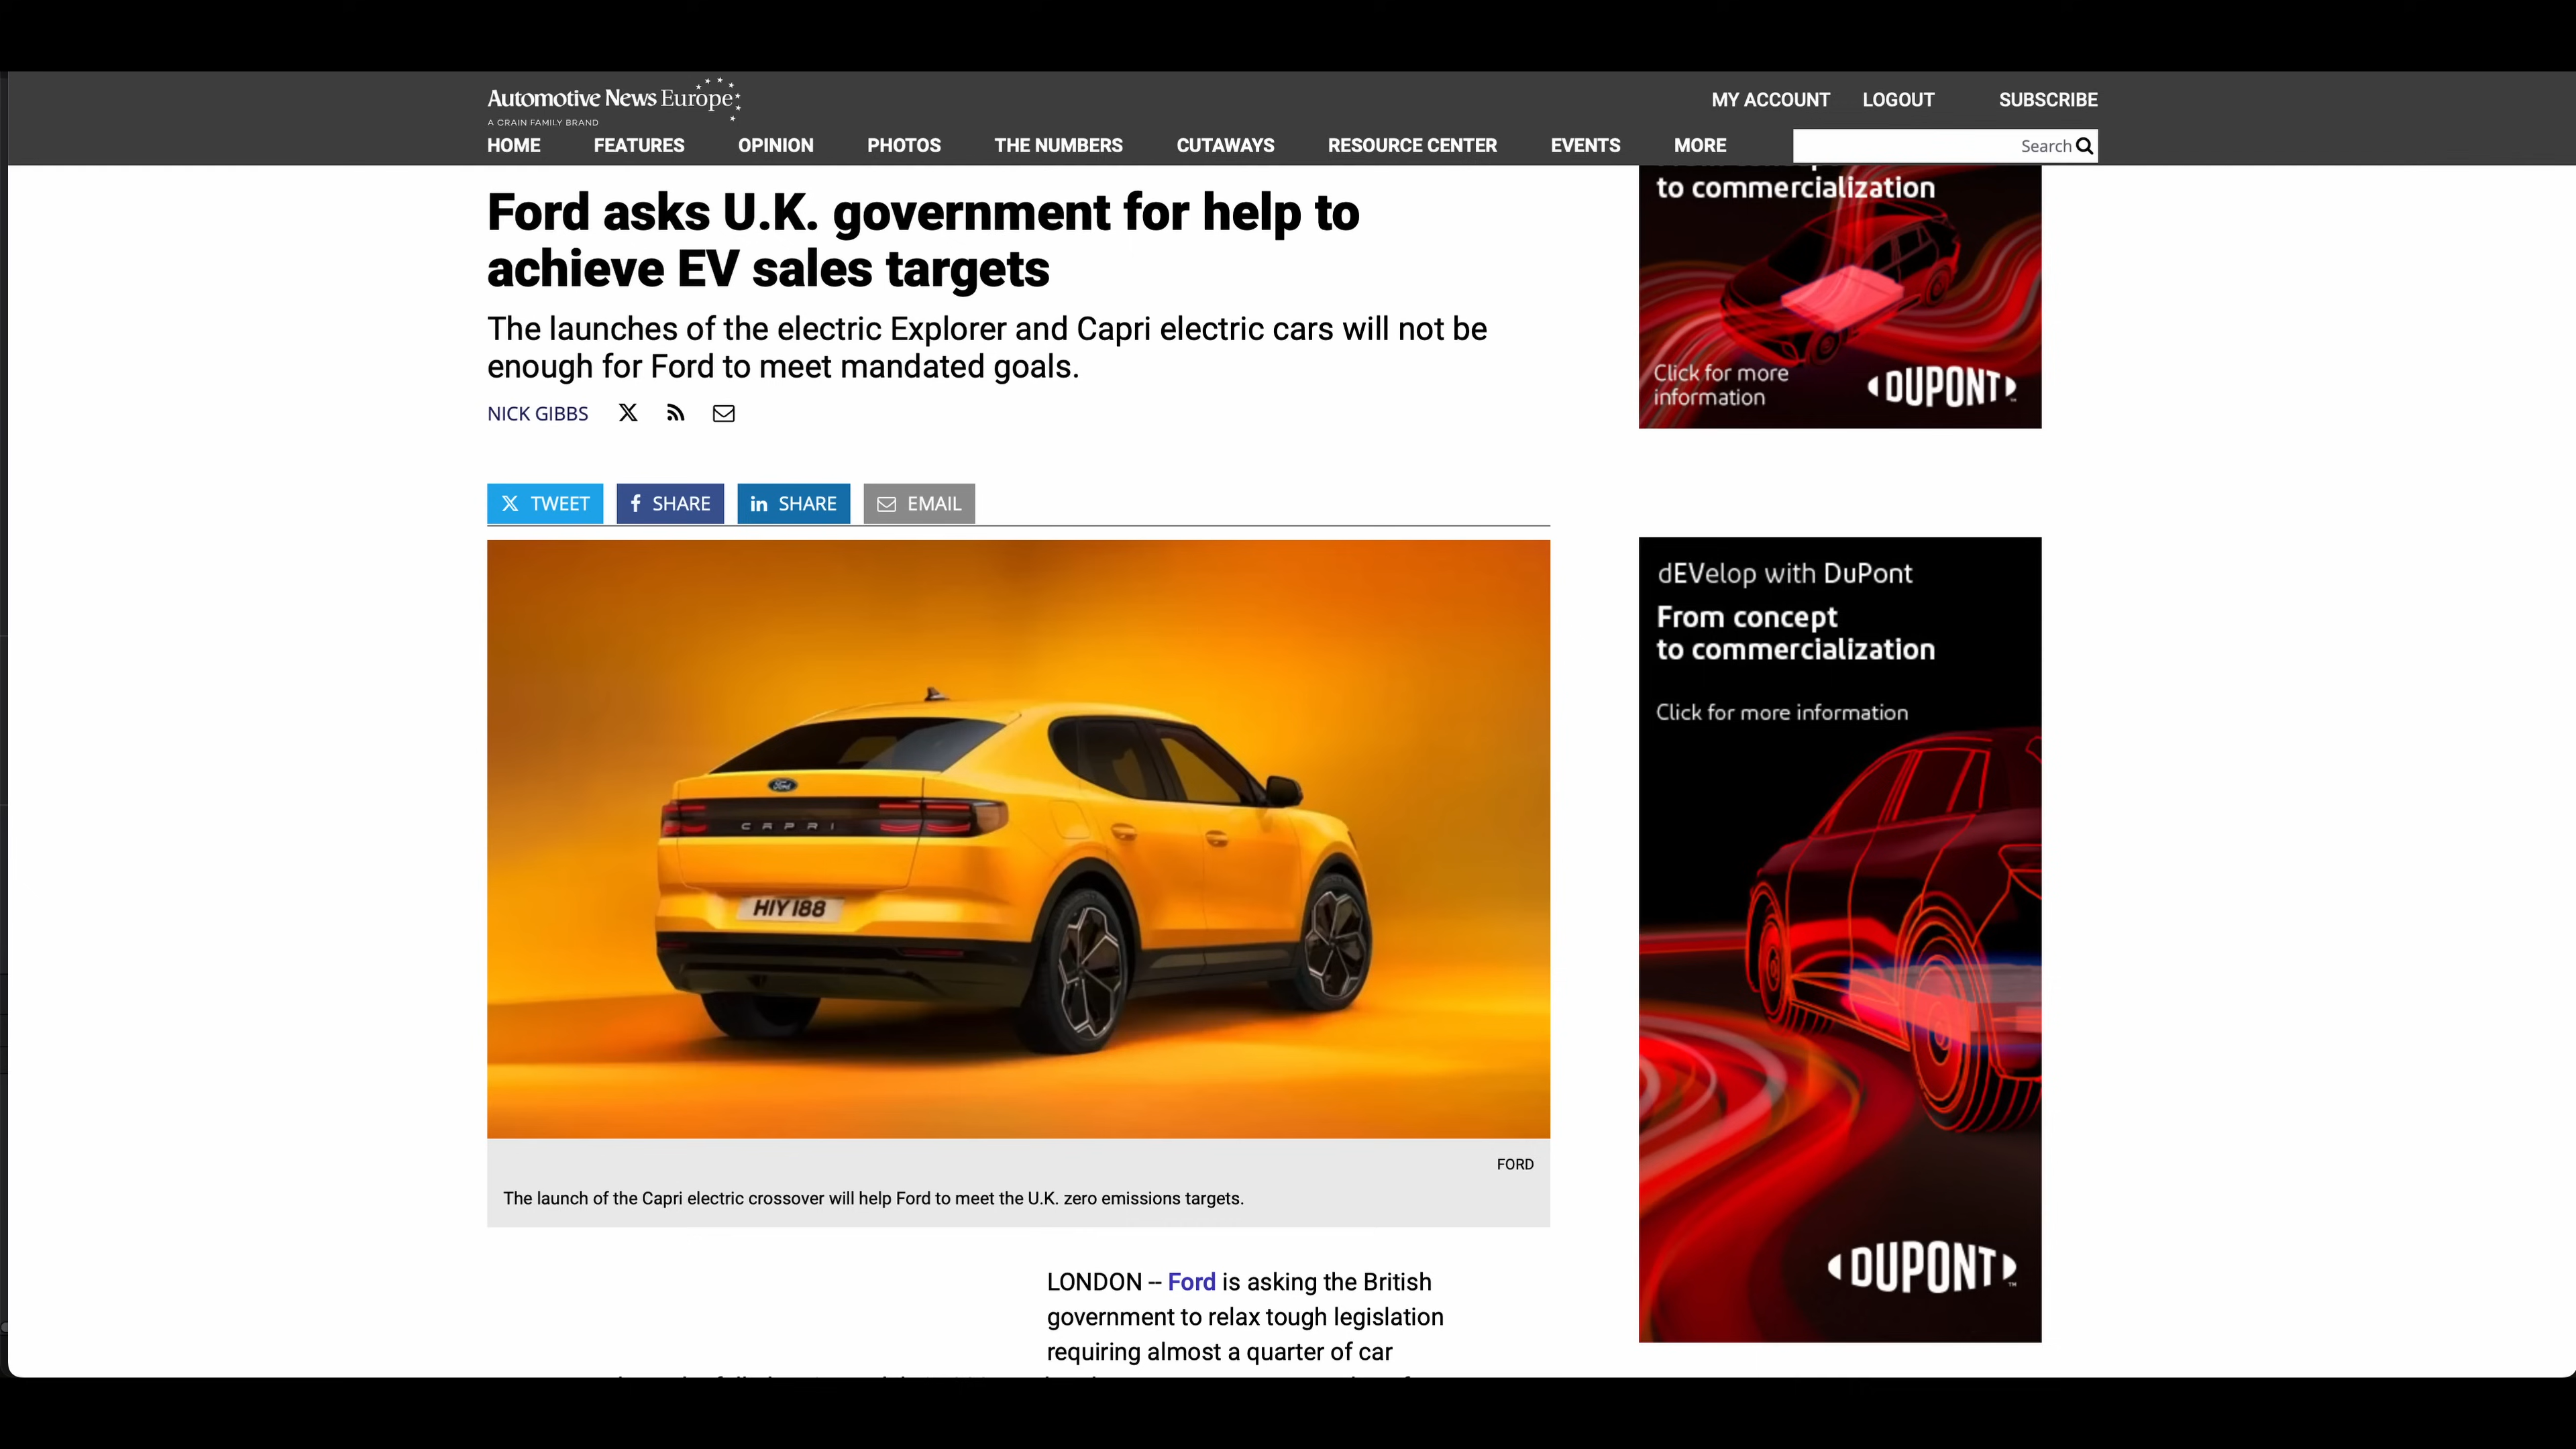 Automotive News Europe
A CRAIN FAMILY BRAND
MY ACCOUNT LOGOUT SUBSCRIBE
HOME FEATURES OPINION PHOTOS THE NUMBERS CUTAWAYS RESOURCE CENTER EVENTS MORE Search
Ford asks U.K. government for help to
achieve EV sales targets
The launches of the electric Explorer and Capri electric cars will not be
enough for Ford to meet mandated goals.
NICK GIBBS
TWEET SHARE SHARE EMAIL
Ford
CAPRI
HIY 188
FORD
The launch of the Capri electric crossover will help Ford to meet the U.K. zero emissions targets.
LONDON -- Ford is asking the British
government to relax tough legislation
requiring almost a quarter of car
to commercialization
Click for more
information
DUPONT
dEVelop with DuPont
From concept
to commercialization
Click for more information
DUPONT